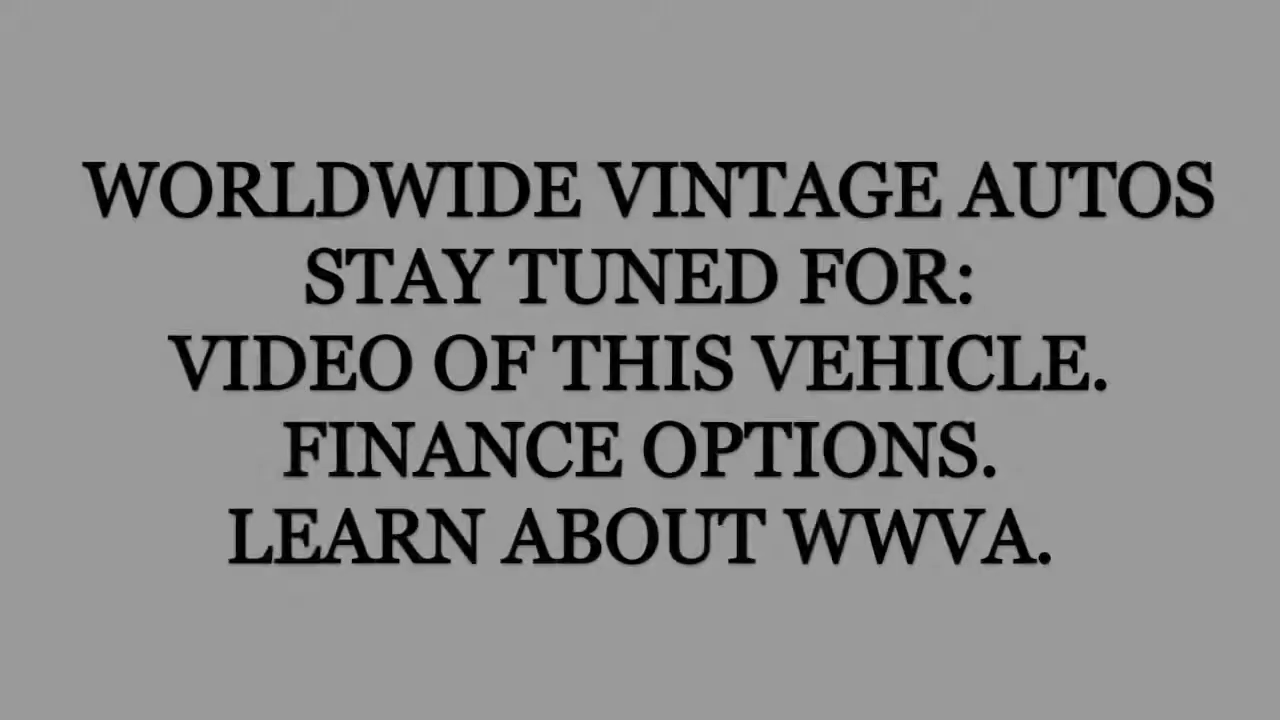 WORLDWIDE VINTAGE AUTOS
STAY TUNED FOR:
VIDEO OF THIS VEHICLE.
FINANCE OPTIONS.
LEARN ABOUT WWVA.